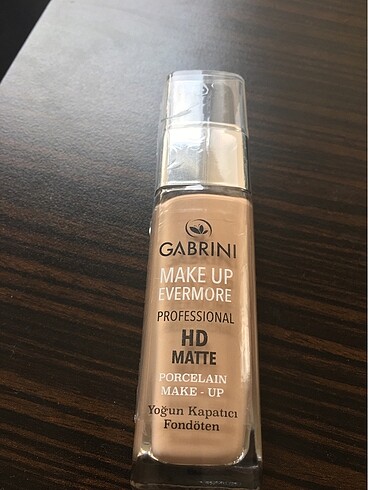 GABRINI
MAKE UP
EVERMORE
PROFESSIONAL
HD
MATTE
PORCELAIN
MAKE - UP
Yoğun Kapatıcı
Fondöten